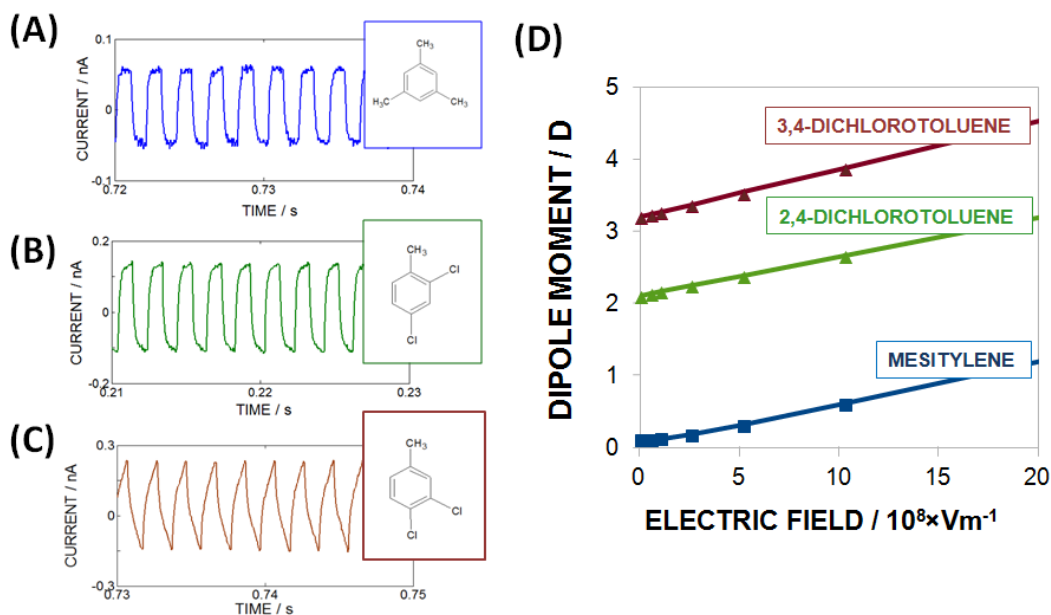 (A)
CURRENT / nA
0.1
0
-0.1
0.72
0.73
0.74
TIME / s
CH3
H3C
CH3
(B)
CURRENT / nA
0.2
0
-0.2
0.21
0.22
0.23
TIME / s
CH3
Cl
Cl
(C)
CURRENT / nA
0.3
0
-0.3
0.73
0.74
0.75
TIME / s
CH3
Cl
Cl
(D)
DIPOLE MOMENT / D
5
4
3
2
1
0
3,4-DICHLOROTOLUENE
2,4-DICHLOROTOLUENE
MESITYLENE
0
5
10
15
20
ELECTRIC FIELD / 10⁸×Vm⁻¹